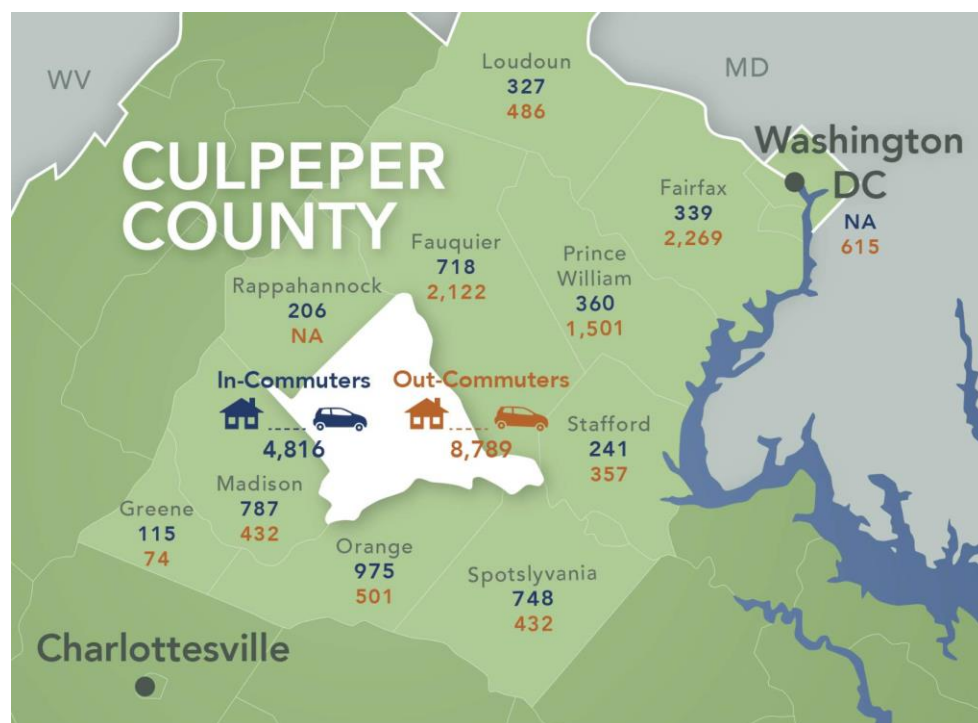 WV
MD
Loudoun
327
486
Washington
DC
NA
615
CULPEPER
COUNTY
Fairfax
339
2,269
Fauquier
718
2,122
Prince
William
360
1,501
Rappahannock
206
NA
In-Commuters
4,816
Out-Commuters
8,789
Stafford
241
357
Madison
787
432
Greene
115
74
Orange
975
501
Spotslyvania
748
432
Charlottesville